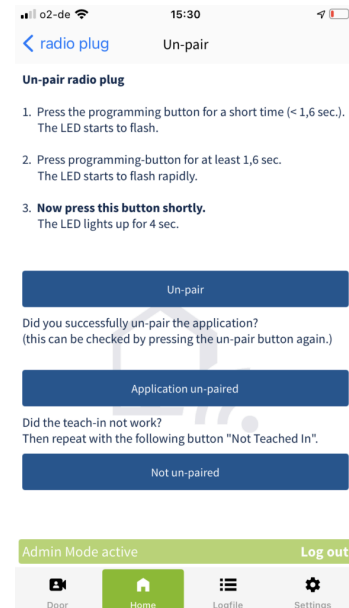 o2-de
15:30
radio plug
Un-pair
Un-pair radio plug
1. Press the programming button for a short time (< 1,6 sec.).
The LED starts to flash.
2. Press programming-button for at least 1,6 sec.
The LED starts to flash rapidly.
3. Now press this button shortly.
The LED lights up for 4 sec.
Un-pair
Did you successfully un-pair the application?
(this can be checked by pressing the un-pair button again.)
Application un-paired
Did the teach-in not work?
Then repeat with the following button "Not Teached In".
Not un-paired
Admin Mode active Log out
Door Home Logfile Settings